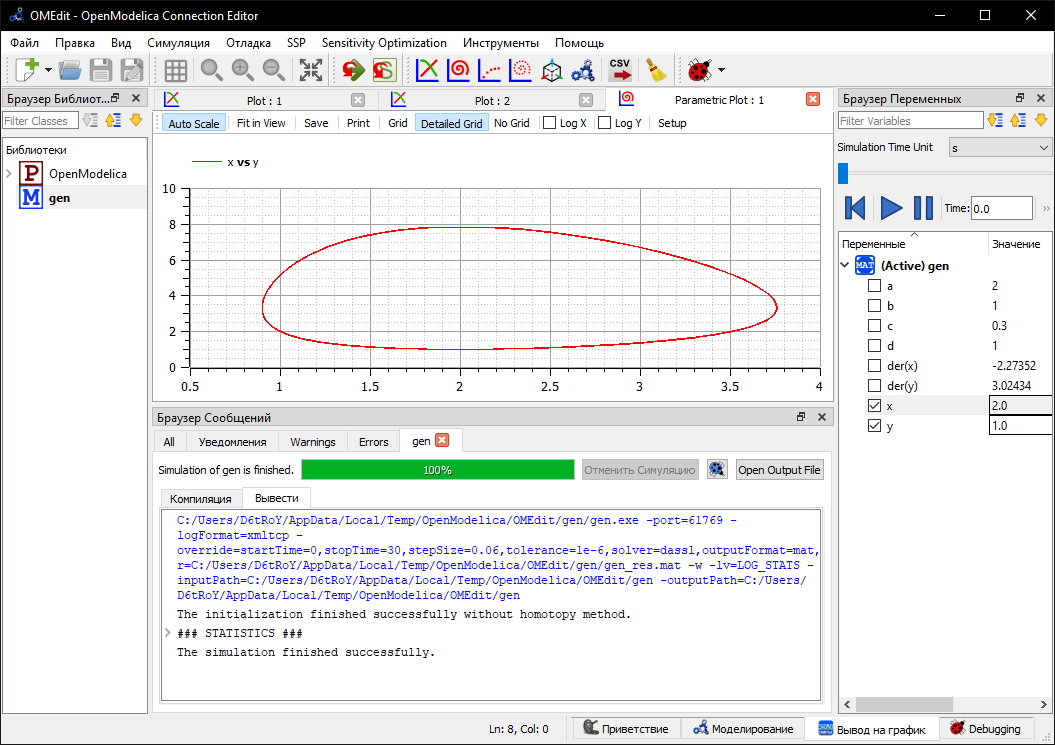 OMEdit - OpenModelica Connection Editor
Файл Правка Вид Симуляция Отладка SSP Sensitivity Optimization Инструменты Помощь
CSV
Браузер Библиот...
Filter Classes
Библиотеки
P OpenModelica
M gen
Plot : 1 Plot : 2 Parametric Plot : 1
Auto Scale Fit in View Save Print Grid Detailed Grid No Grid Log X Log Y Setup
x vs y
10
8
6
4
2
0
0.5 1 1.5 2 2.5 3 3.5 4
Браузер Сообщений
All Уведомления Warnings Errors gen
Simulation of gen is finished. 100% Отменить Симуляцию Open Output File
Компиляция Вывести
C:/Users/D6tRoY/AppData/Local/Temp/OpenModelica/OMEdit/gen/gen.exe -port=61769 -
logFormat=xmltcp -
override=startTime=0,stopTime=30,stepSize=0.06,tolerance=1e-6,solver=dassl,outputFormat=mat,
r=C:/Users/D6tRoY/AppData/Local/Temp/OpenModelica/OMEdit/gen/gen_res.mat -w -lv=LOG_STATS -
inputPath=C:/Users/D6tRoY/AppData/Local/Temp/OpenModelica/OMEdit/gen -outputPath=C:/Users/
D6tRoY/AppData/Local/Temp/OpenModelica/OMEdit/gen
The initialization finished successfully without homotopy method.
### STATISTICS ###
The simulation finished successfully.
Браузер Переменных
Filter Variables
Simulation Time Unit s
Time: 0.0
Переменные Значение
MAT (Active) gen
a 2
b 1
c 0.3
d 1
der(x) -2.27352
der(y) 3.02434
x 2.0
y 1.0
Ln: 8, Col: 0 Приветствие Моделирование Вывод на график Debugging